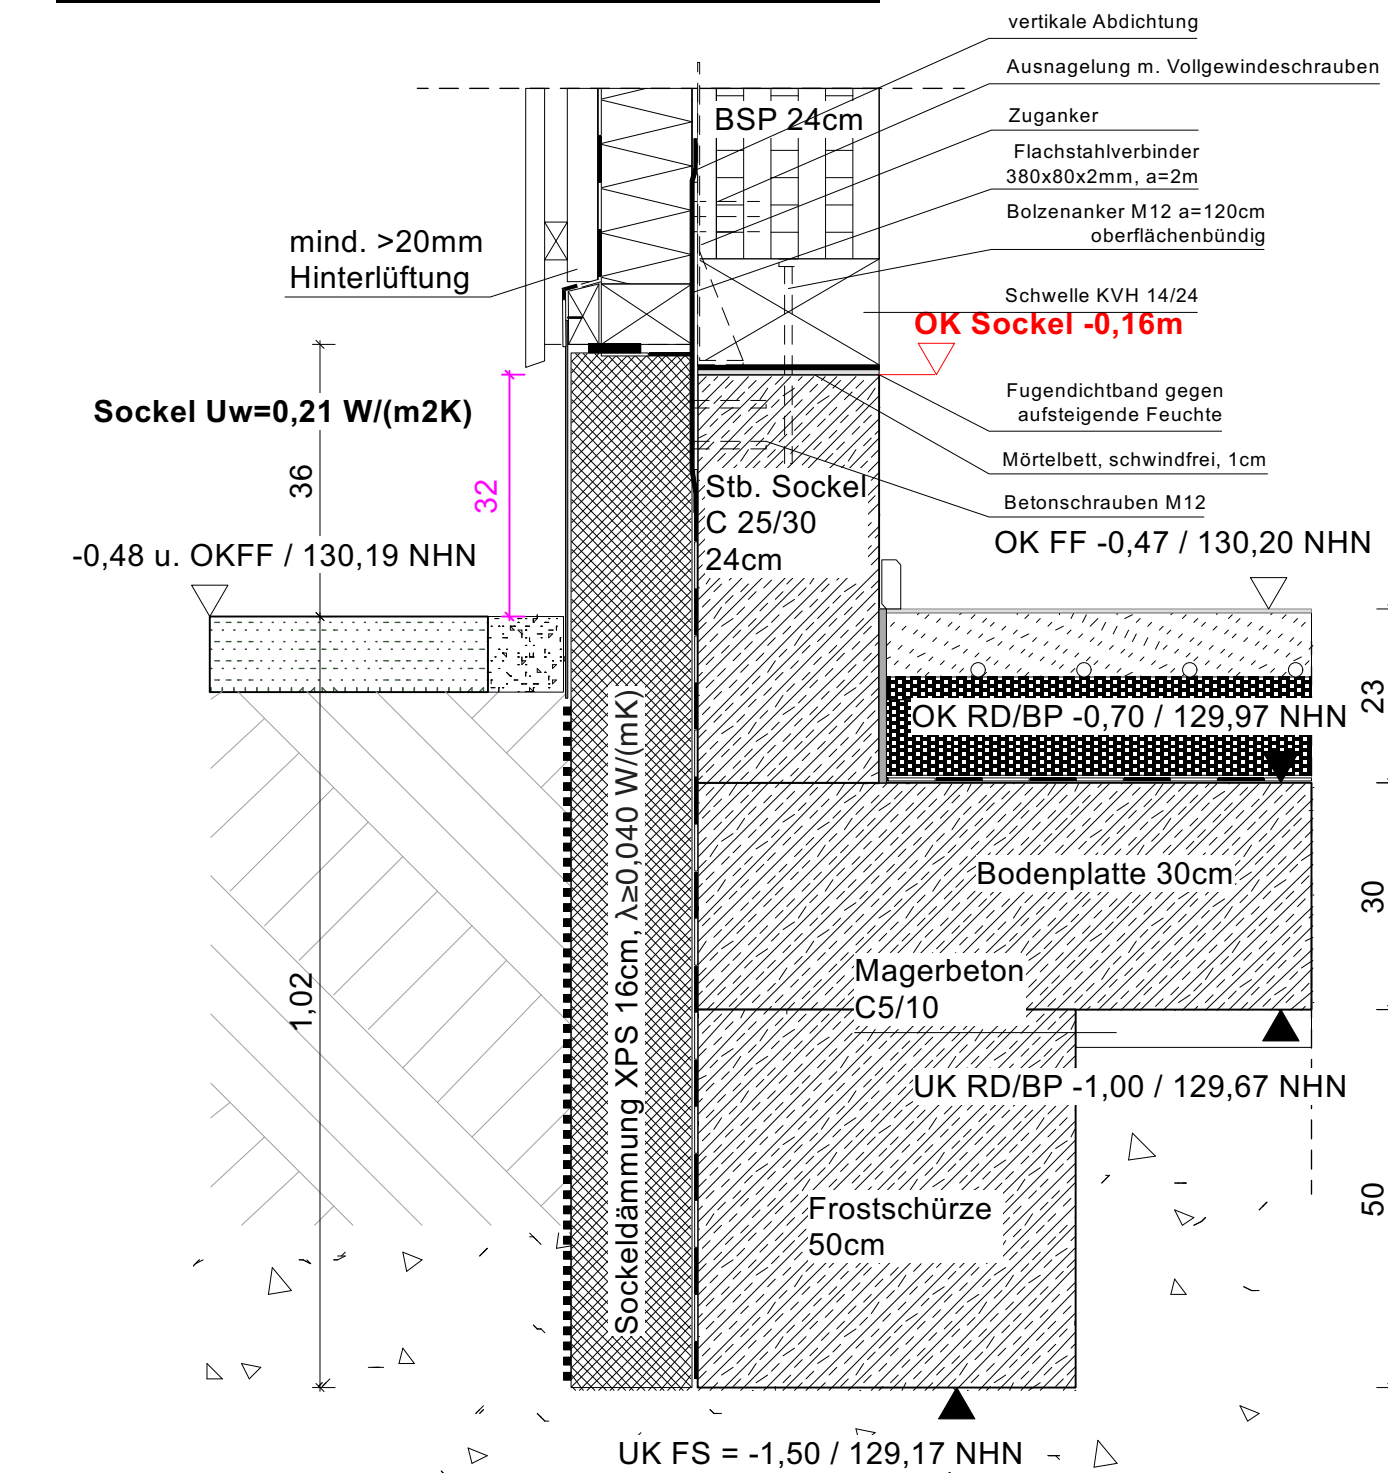 vertikale Abdichtung
Ausnagelung m. Vollgewindeschrauben
BSP 24cm
Zuganker
Flachstahlverbinder
380x80x2mm, a=2m
Bolzenanker M12 a=120cm
oberflächenbündig
mind. >20mm
Hinterlüftung
Schwelle KVH 14/24
OK Sockel -0,16m
Fugendichtband gegen
aufsteigende Feuchte
Sockel Uw=0,21 W/(m2K)
Mörtelbett, schwindfrei, 1cm
Betonschrauben M12
36
32
Stb. Sockel
C 25/30
24cm
-0,48 u. OKFF / 130,19 NHN
OK FF -0,47 / 130,20 NHN
OK RD/BP -0,70 / 129,97 NHN
23
Sockeldämmung XPS 16cm, λ≥0,040 W/(mK)
Bodenplatte 30cm
30
Magerbeton
C5/10
1,02
UK RD/BP -1,00 / 129,67 NHN
Frostschürze
50cm
50
UK FS = -1,50 / 129,17 NHN